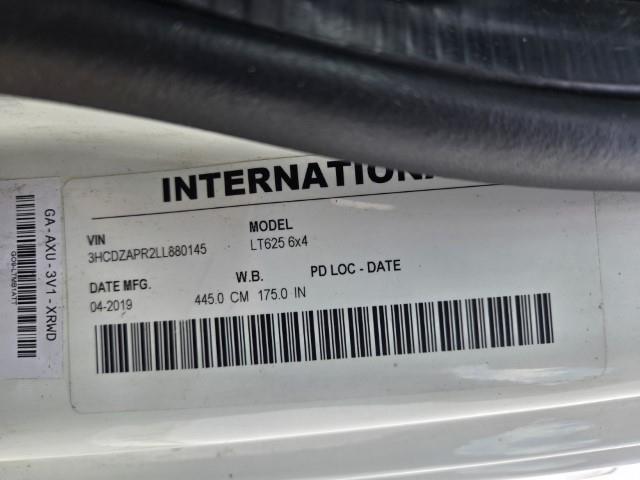 INTERNATIONA
VIN
3HCDZAPR2LL880145
MODEL
LT625 6x4
DATE MFG.
04-2019
W.B.
445.0 CM 175.0 IN
PD LOC - DATE
GA - AXU - 3V1 - XRWD